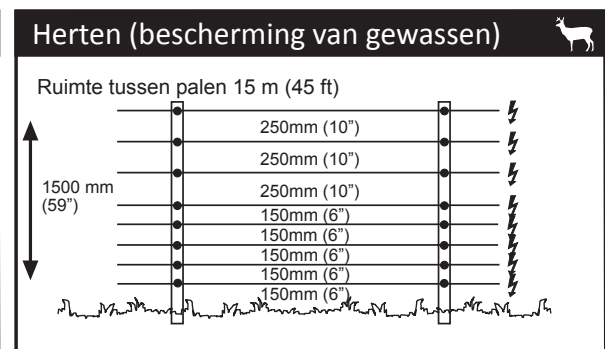 Herten (bescherming van gewassen)
Ruimte tussen palen 15 m (45 ft)
250mm (10”)
250mm (10”)
1500 mm
(59”)
250mm (10”)
150mm (6”)
150mm (6”)
150mm (6”)
150mm (6”)
150mm (6”)